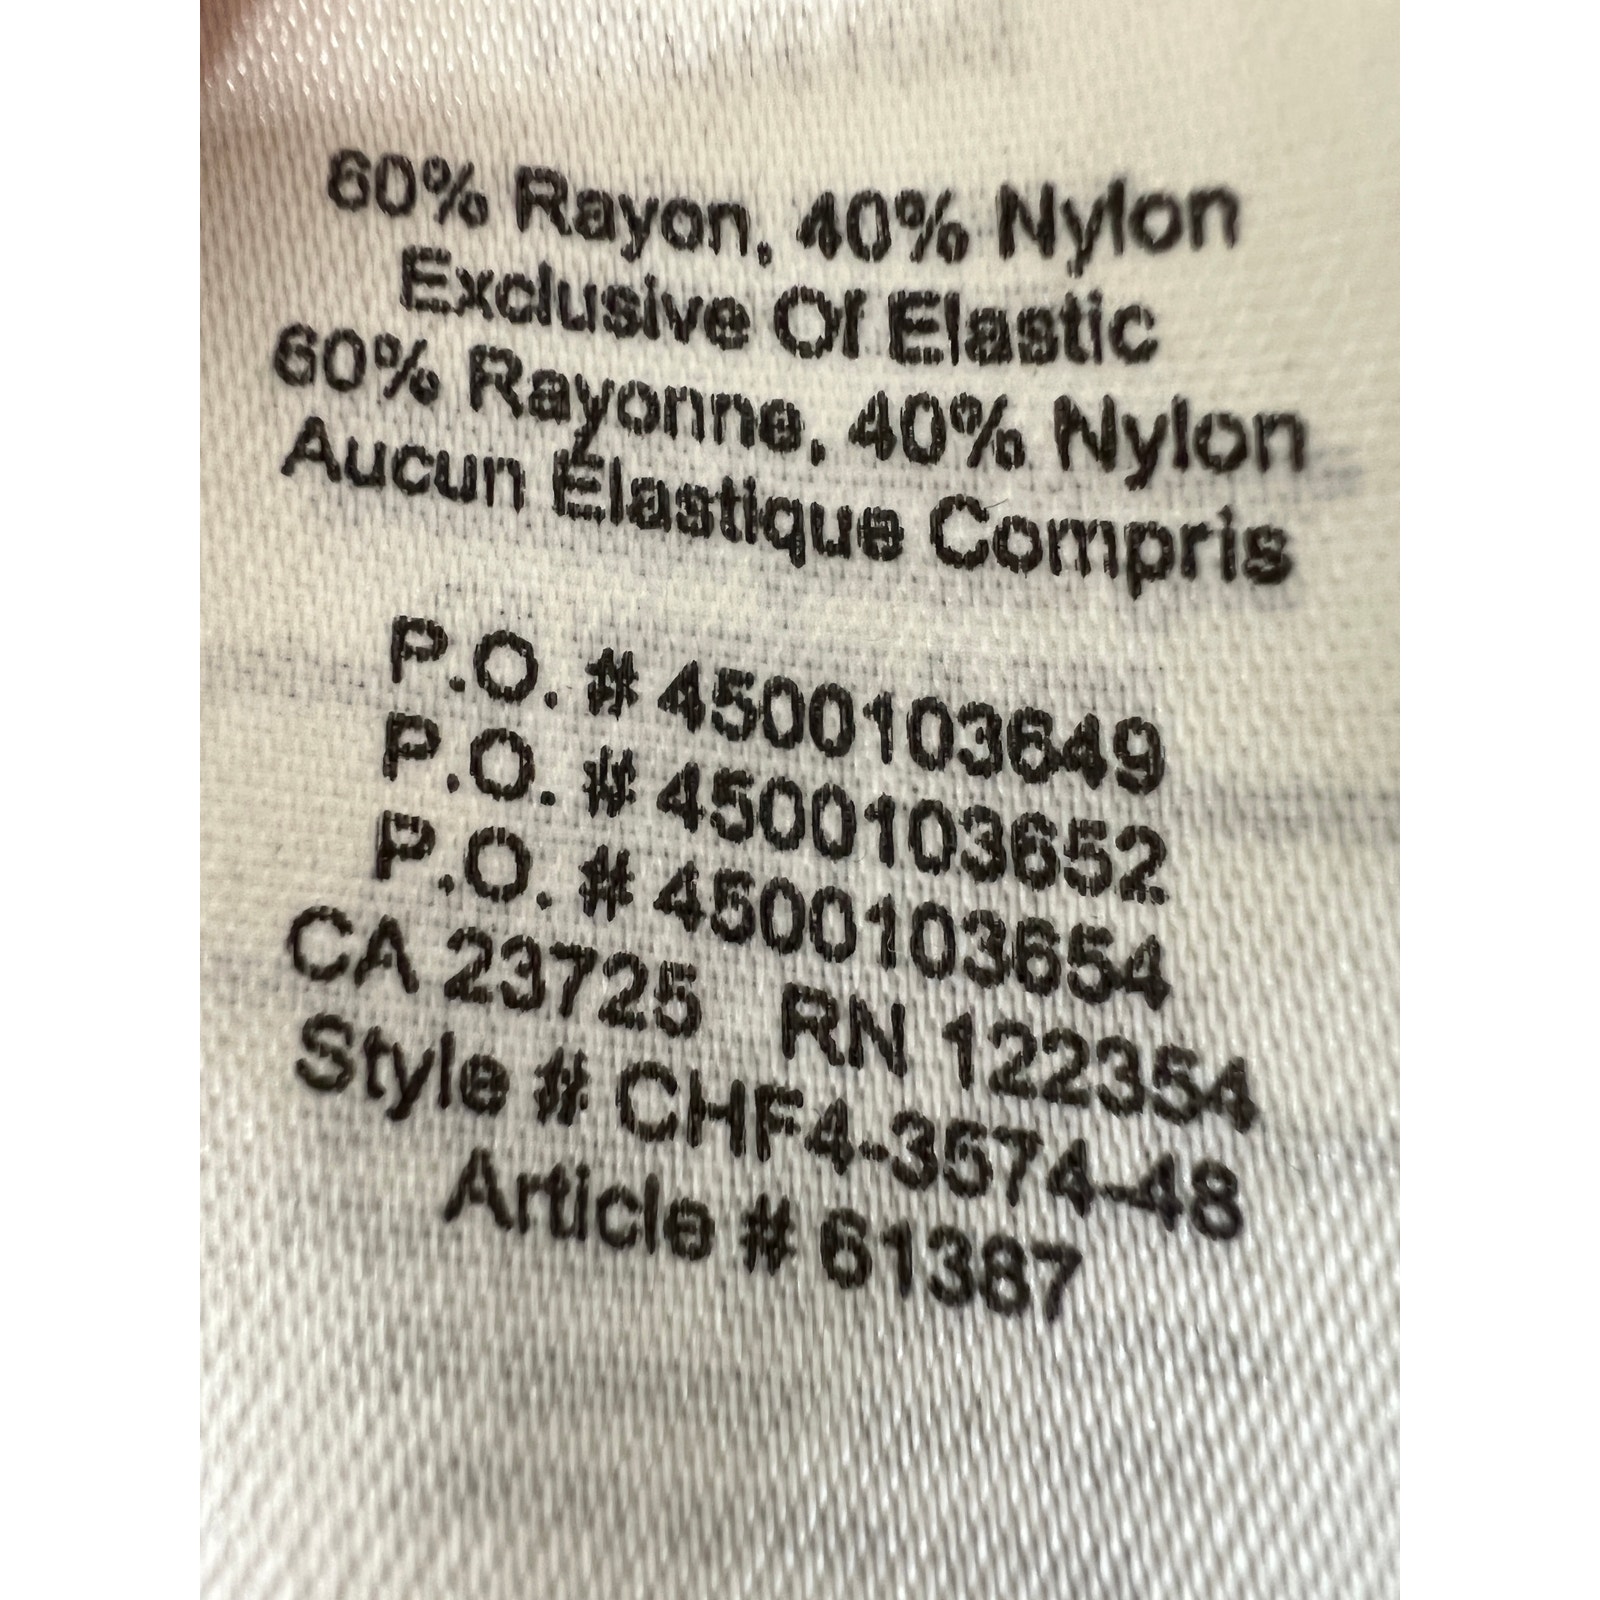 60% Rayon, 40% Nylon
Exclusive Of Elastic
60% Rayonne, 40% Nylon
Aucun Elastique Compris
P.O. # 4500103649
P.O. # 4500103652
P.O. # 4500103654
CA 23725 RN 122354
Style # CHF4-3574-48
Article # 61387